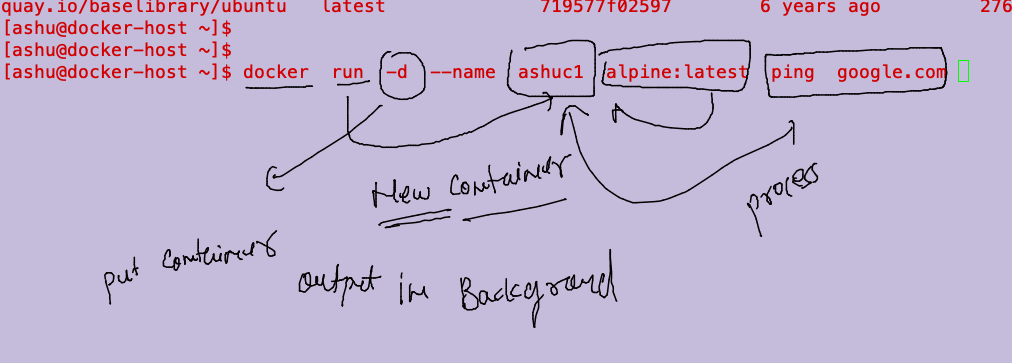 quay.io/baselibrary/ubuntu latest 719577f02597 6 years ago 276
[ashu@docker-host ~]$
[ashu@docker-host ~]$
[ashu@docker-host ~]$ docker run -d --name ashuc1 alpine:latest ping google.com
New container
process
put container
output in Background